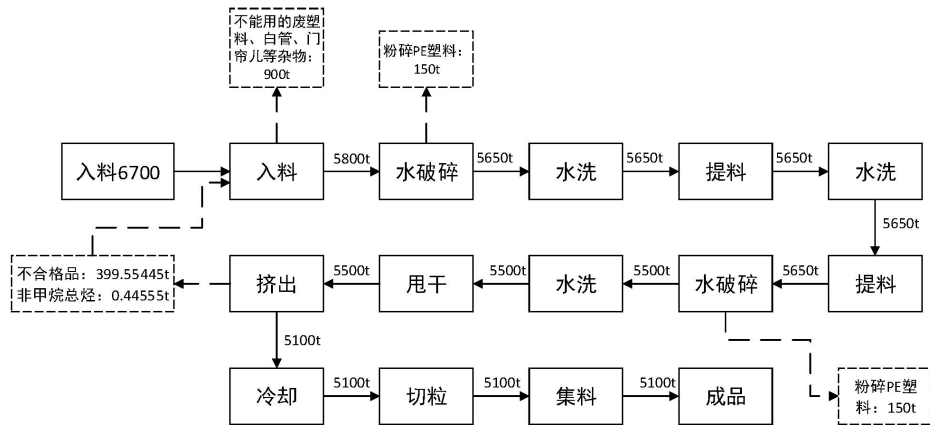 不能用的废塑
料、白管、门
帘儿等杂物：
900t
粉碎PE塑料：
150t
入料6700
入料
5800t
水破碎
5650t
水洗
5650t
提料
5650t
水洗
5650t
不合格品：399.55445t
非甲烷总烃：0.44555t
挤出
5500t
甩干
5500t
水洗
5500t
水破碎
5650t
提料
5100t
冷却
5100t
切粒
5100t
集料
5100t
成品
粉碎PE塑
料：150t